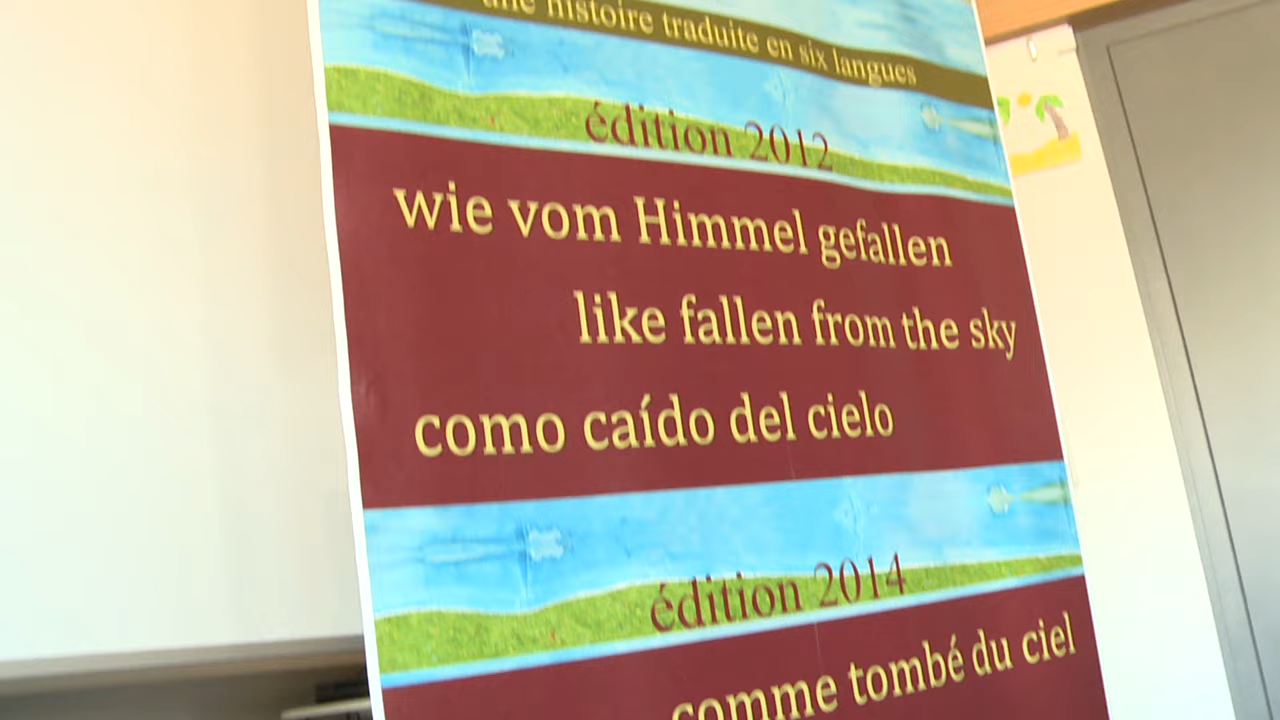 une histoire traduite en six langues
édition 2012
wie vom Himmel gefallen
like fallen from the sky
como caído del cielo
édition 2014
comme tombé du ciel